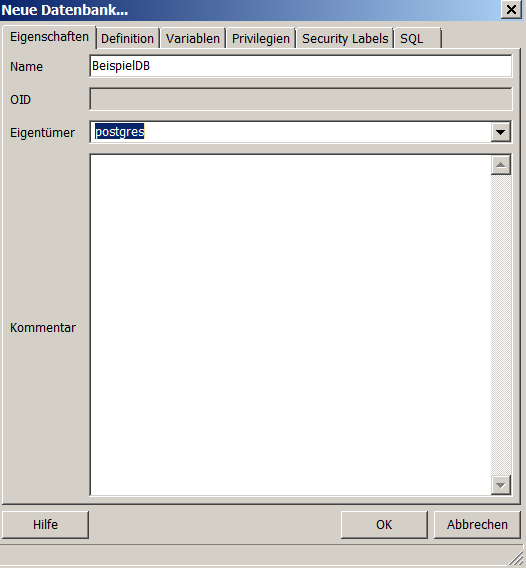 Neue Datenbank...
Eigenschaften Definition Variablen Privilegien Security Labels SQL
Name BeispielDB
OID
Eigentümer postgres
Kommentar
Hilfe OK Abbrechen